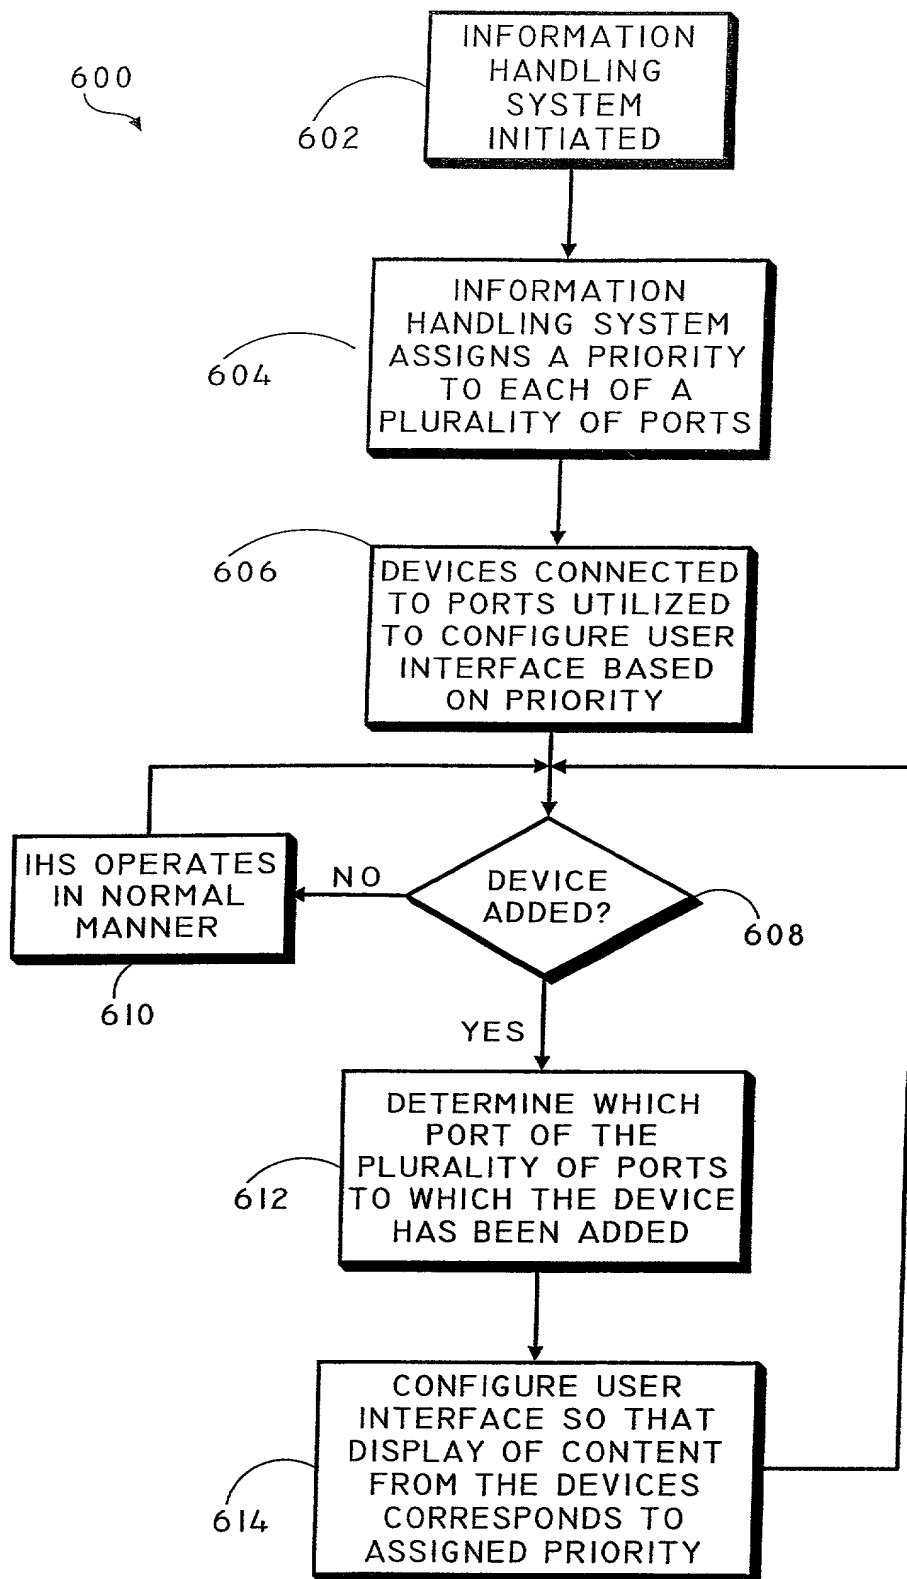 600
INFORMATION
HANDLING
SYSTEM
INITIATED
602
INFORMATION
HANDLING SYSTEM
ASSIGNS A PRIORITY
TO EACH OF A
PLURALITY OF PORTS
604
DEVICES CONNECTED
TO PORTS UTILIZED
TO CONFIGURE USER
INTERFACE BASED
ON PRIORITY
606
IHS OPERATES
IN NORMAL
MANNER
610
NO
DEVICE
ADDED?
608
YES
DETERMINE WHICH
PORT OF THE
PLURALITY OF PORTS
TO WHICH THE DEVICE
HAS BEEN ADDED
612
CONFIGURE USER
INTERFACE SO THAT
DISPLAY OF CONTENT
FROM THE DEVICES
CORRESPONDS TO
ASSIGNED PRIORITY
614